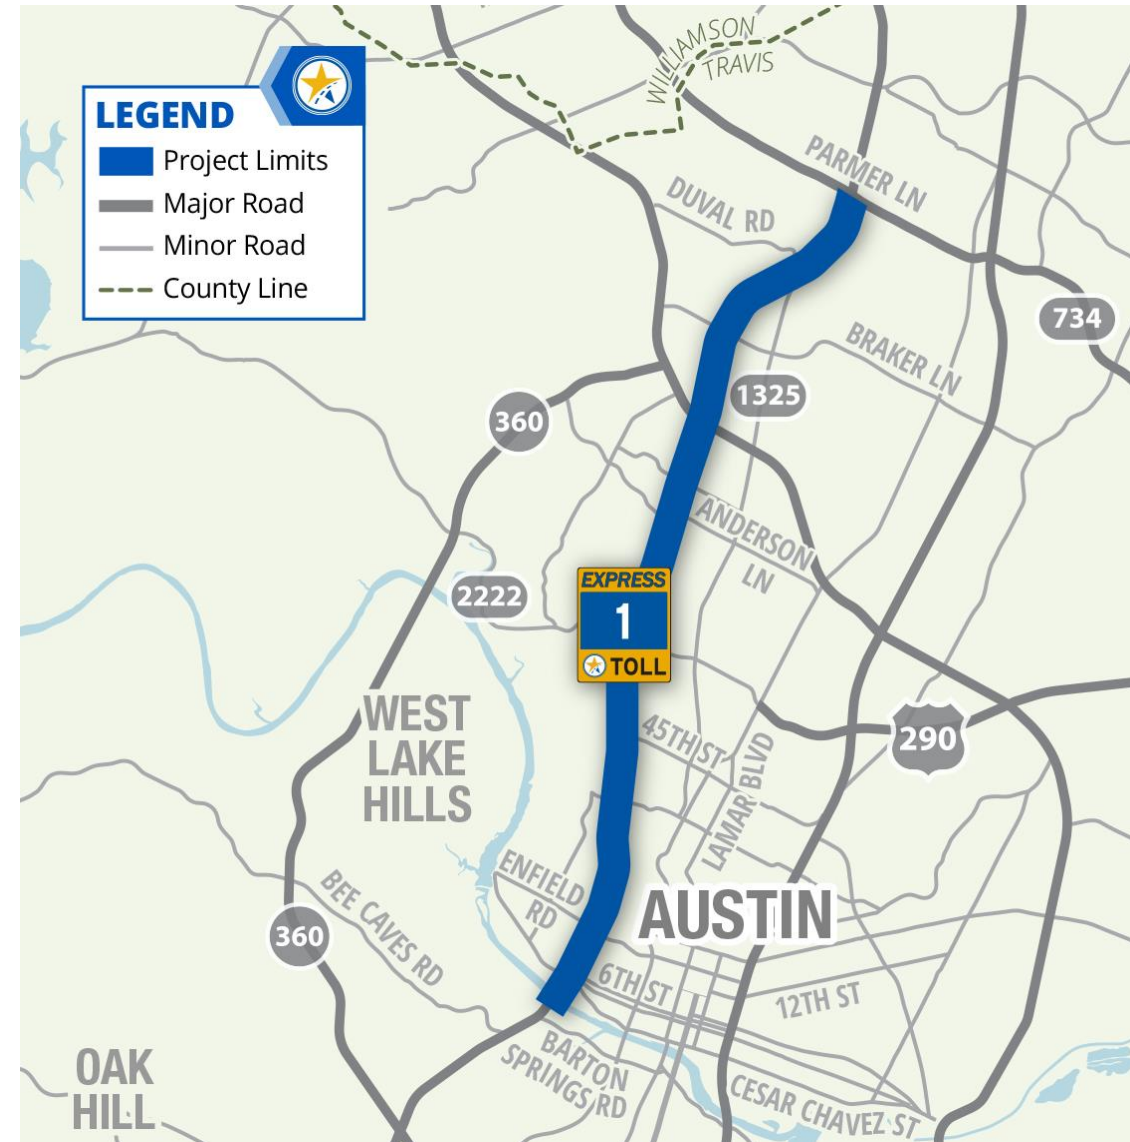 WILLIAMSON
TRAVIS
LEGEND
Project Limits
Major Road
Minor Road
County Line
PARMER LN
DUVAL RD
734
BRAKER LN
1325
360
ANDERSON
LN
2222
EXPRESS
1
TOLL
WEST
LAKE
HILLS
45TH ST
290
LAMAR BLVD
ENFIELD
RD
BEE CAVES RD
AUSTIN
360
6TH ST
12TH ST
BARTON
SPRINGS RD
CESAR CHAVEZ ST
OAK
HILL